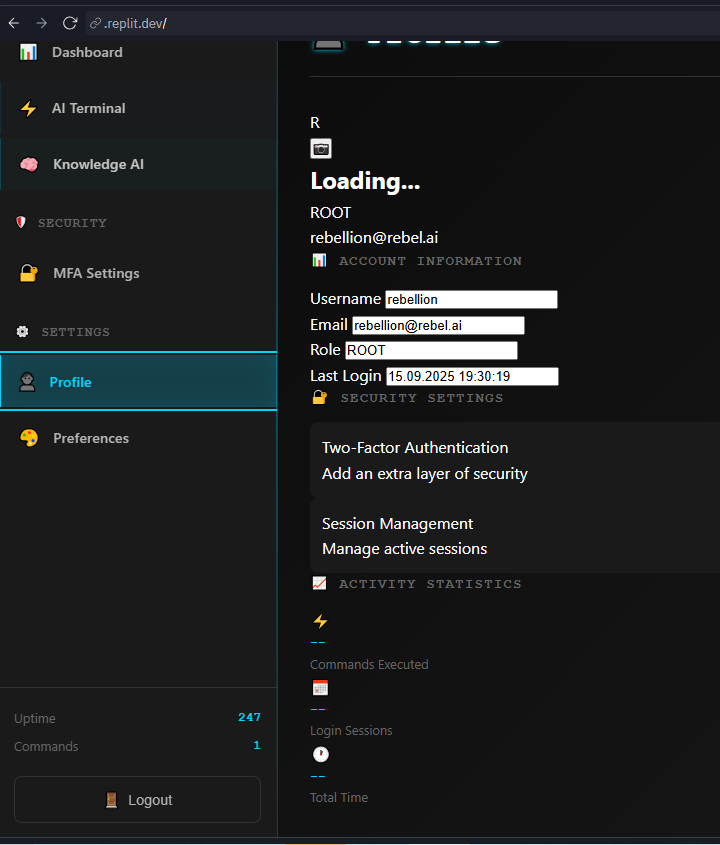 .replit.dev/
Dashboard
AI Terminal
Knowledge AI
SECURITY
MFA Settings
SETTINGS
Profile
Preferences
Uptime 247
Commands 1
Logout
R
Loading...
ROOT
rebellion@rebel.ai
ACCOUNT INFORMATION
Username rebellion
Email rebellion@rebel.ai
Role ROOT
Last Login 15.09.2025 19:30:19
SECURITY SETTINGS
Two-Factor Authentication
Add an extra layer of security
Session Management
Manage active sessions
ACTIVITY STATISTICS
--
Commands Executed
--
Login Sessions
--
Total Time